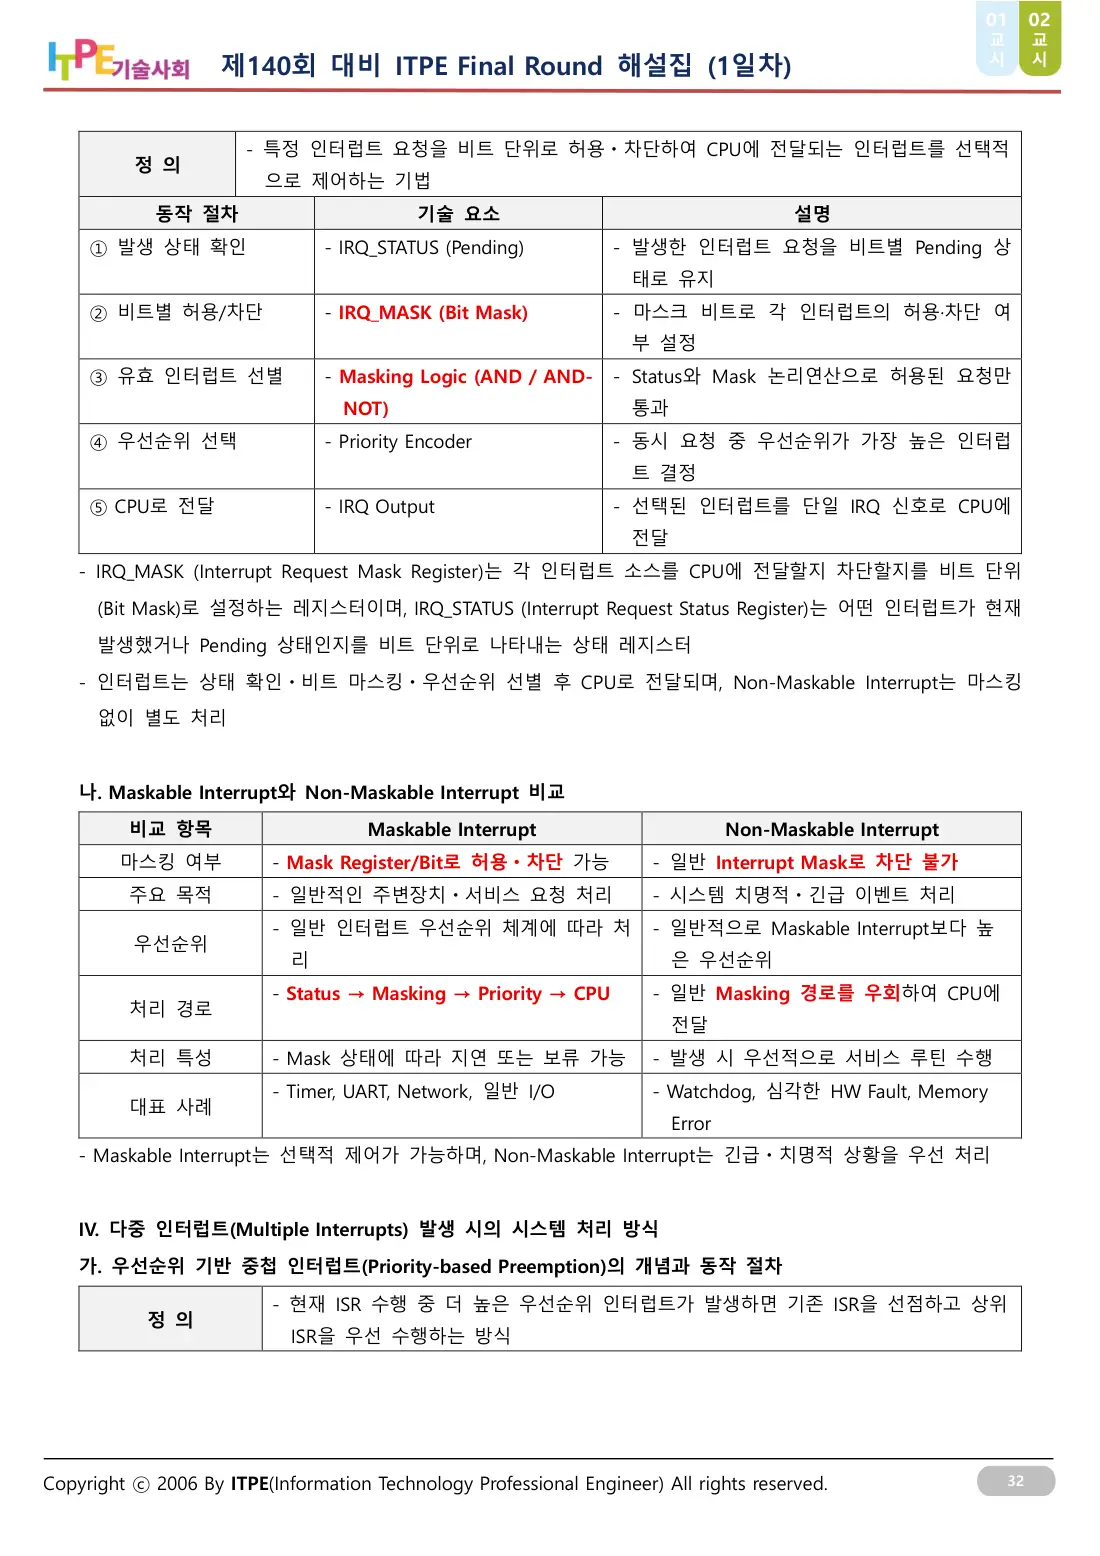 01
교
시
02
교
시
ITPE기술사회 제140회 대비 ITPE Final Round 해설집 (1일차)
정 의
- 특정 인터럽트 요청을 비트 단위로 허용•차단하여 CPU에 전달되는 인터럽트를 선택적
으로 제어하는 기법
동작 절차 기술 요소 설명
① 발생 상태 확인 - IRQ_STATUS (Pending) - 발생한 인터럽트 요청을 비트별 Pending 상
태로 유지
② 비트별 허용/차단 - IRQ_MASK (Bit Mask) - 마스크 비트로 각 인터럽트의 허용·차단 여
부 설정
③ 유효 인터럽트 선별 - Masking Logic (AND / AND- - Status와 Mask 논리연산으로 허용된 요청만
NOT) 통과
④ 우선순위 선택 - Priority Encoder - 동시 요청 중 우선순위가 가장 높은 인터럽
트 결정
⑤ CPU로 전달 - IRQ Output - 선택된 인터럽트를 단일 IRQ 신호로 CPU에
전달
- IRQ_MASK (Interrupt Request Mask Register)는 각 인터럽트 소스를 CPU에 전달할지 차단할지를 비트 단위
(Bit Mask)로 설정하는 레지스터이며, IRQ_STATUS (Interrupt Request Status Register)는 어떤 인터럽트가 현재
발생했거나 Pending 상태인지를 비트 단위로 나타내는 상태 레지스터
- 인터럽트는 상태 확인•비트 마스킹•우선순위 선별 후 CPU로 전달되며, Non-Maskable Interrupt는 마스킹
없이 별도 처리
나. Maskable Interrupt와 Non-Maskable Interrupt 비교
비교 항목 Maskable Interrupt Non-Maskable Interrupt
마스킹 여부 - Mask Register/Bit로 허용•차단 가능 - 일반 Interrupt Mask로 차단 불가
주요 목적 - 일반적인 주변장치•서비스 요청 처리 - 시스템 치명적•긴급 이벤트 처리
우선순위 - 일반 인터럽트 우선순위 체계에 따라 처 - 일반적으로 Maskable Interrupt보다 높
리 은 우선순위
처리 경로 - Status → Masking → Priority → CPU - 일반 Masking 경로를 우회하여 CPU에
전달
처리 특성 - Mask 상태에 따라 지연 또는 보류 가능 - 발생 시 우선적으로 서비스 루틴 수행
대표 사례 - Timer, UART, Network, 일반 I/O - Watchdog, 심각한 HW Fault, Memory
Error
- Maskable Interrupt는 선택적 제어가 가능하며, Non-Maskable Interrupt는 긴급•치명적 상황을 우선 처리
IV. 다중 인터럽트(Multiple Interrupts) 발생 시의 시스템 처리 방식
가. 우선순위 기반 중첩 인터럽트(Priority-based Preemption)의 개념과 동작 절차
정 의
- 현재 ISR 수행 중 더 높은 우선순위 인터럽트가 발생하면 기존 ISR을 선점하고 상위
ISR을 우선 수행하는 방식
Copyright ⓒ 2006 By ITPE(Information Technology Professional Engineer) All rights reserved. 32